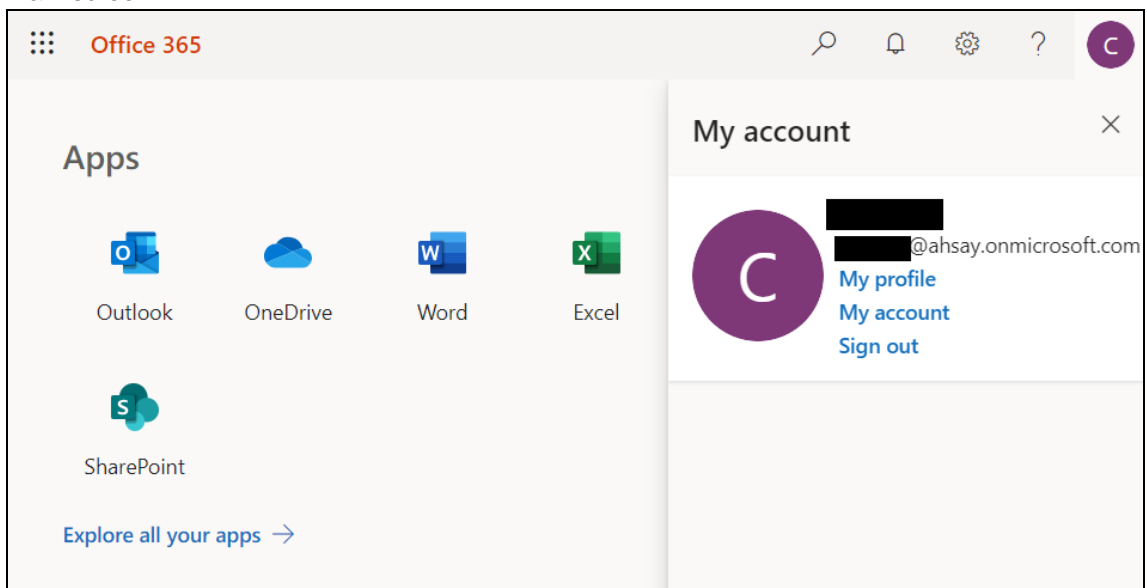 Office 365
?
C
My account
Apps
C
@ahsay.onmicrosoft.com
My profile
My account
Sign out
Outlook
OneDrive
Word
Excel
SharePoint
Explore all your apps →